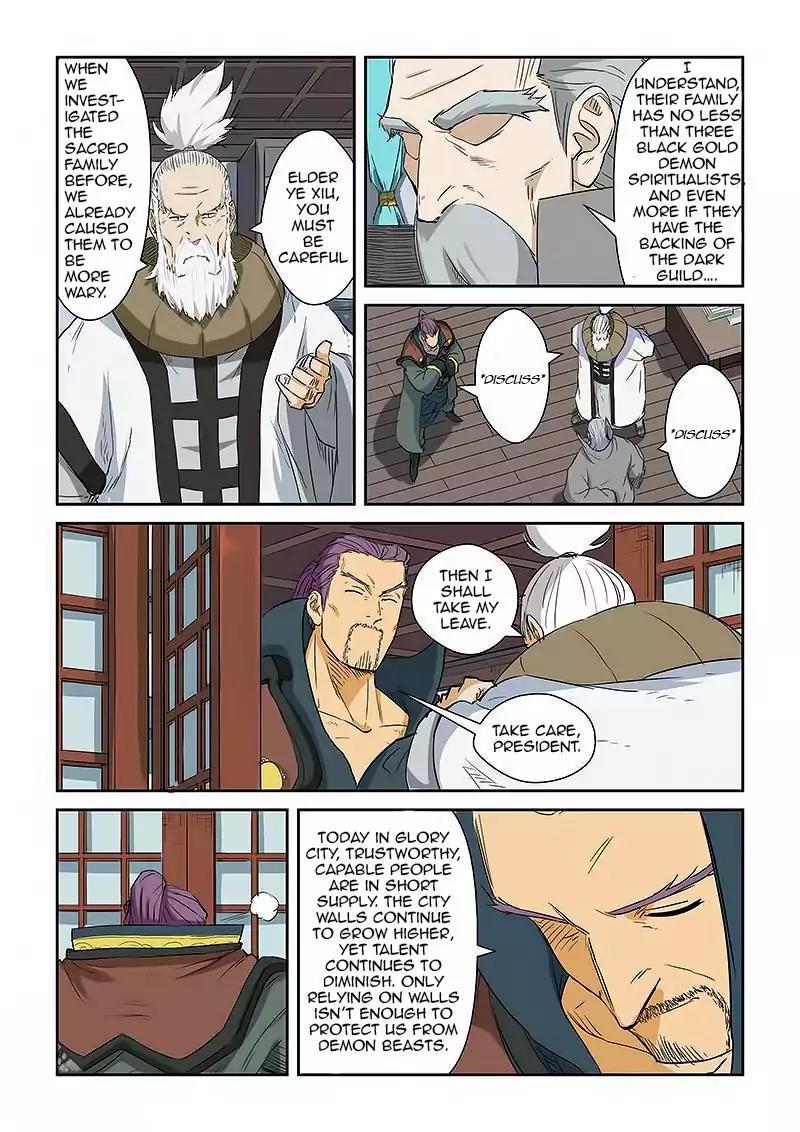 WHEN
WE
INVEST-
IGATED
THE
SACRED
FAMILY
BEFORE,
WE
ALREADY
CAUSED
THEM TO
BE
MORE
WARY.
ELDER
YE XIU,
YOU
MUST
BE
CAREFUL
I
UNDERSTAND,
THEIR FAMILY
HAS NO LESS
THAN THREE
BLACK GOLD
DEMON
SPIRITUALISTS,
AND EVEN
MORE IF THEY
HAVE THE
BACKING OF
THE DARK
GUILD....
*DISCUSS*
*DISCUSS*
THEN I
SHALL
TAKE MY
LEAVE.
TAKE CARE,
PRESIDENT.
TODAY IN GLORY
CITY, TRUSTWORTHY,
CAPABLE PEOPLE
ARE IN SHORT
SUPPLY. THE CITY
WALLS CONTINUE
TO GROW HIGHER,
YET TALENT
CONTINUES TO
DIMINISH. ONLY
RELYING ON WALLS
ISN'T ENOUGH TO
PROTECT US FROM
DEMON BEASTS.